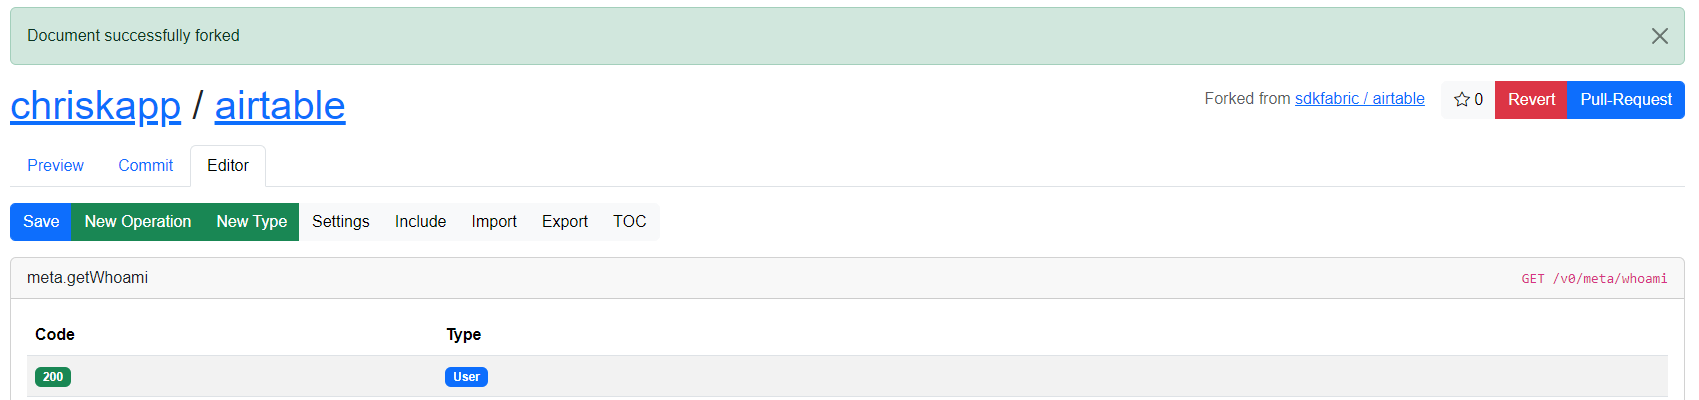 Document successfully forked
chriskapp / airtable
Forked from sdkfabric / airtable 0 Revert Pull-Request
Preview Commit Editor
Save New Operation New Type Settings Include Import Export TOC
meta.getWhoami GET /v0/meta/whoami
Code Type
200 User